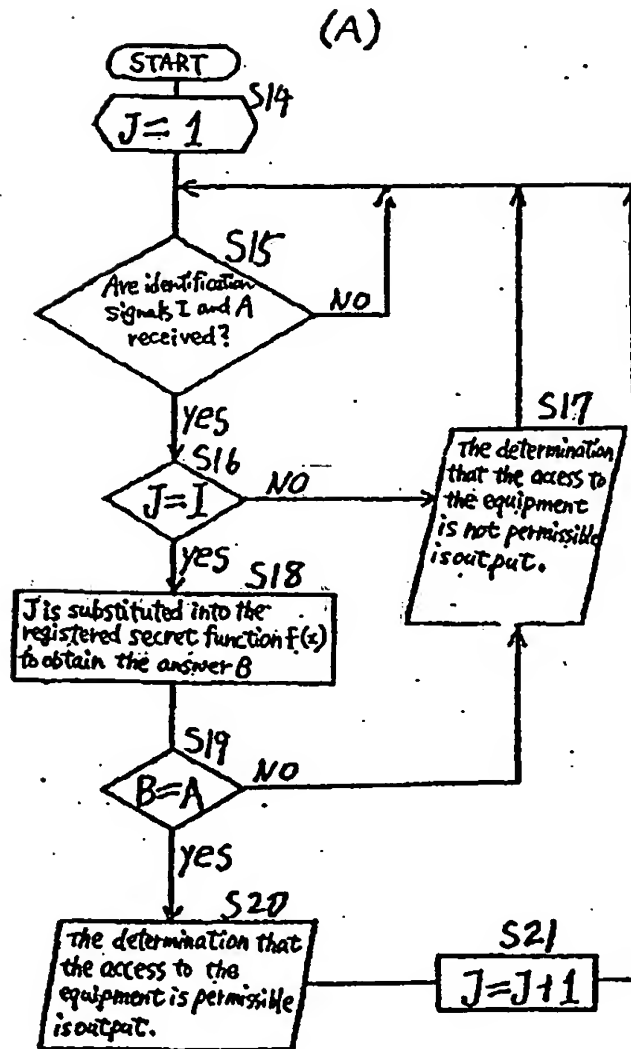 (A)
START
S14
J = 1
S15
Are identification
signals I and A
received?
NO
yes
S16
J=I
NO
yes
S17
The determination
that the access to
the equipment
is not permissible
is output.
S18
J is substituted into the
registered secret function f(x)
to obtain the answer B
S19
B=A
NO
yes
S20
The determination that
the access to the
equipment is permissible
is output.
S21
J=J+1